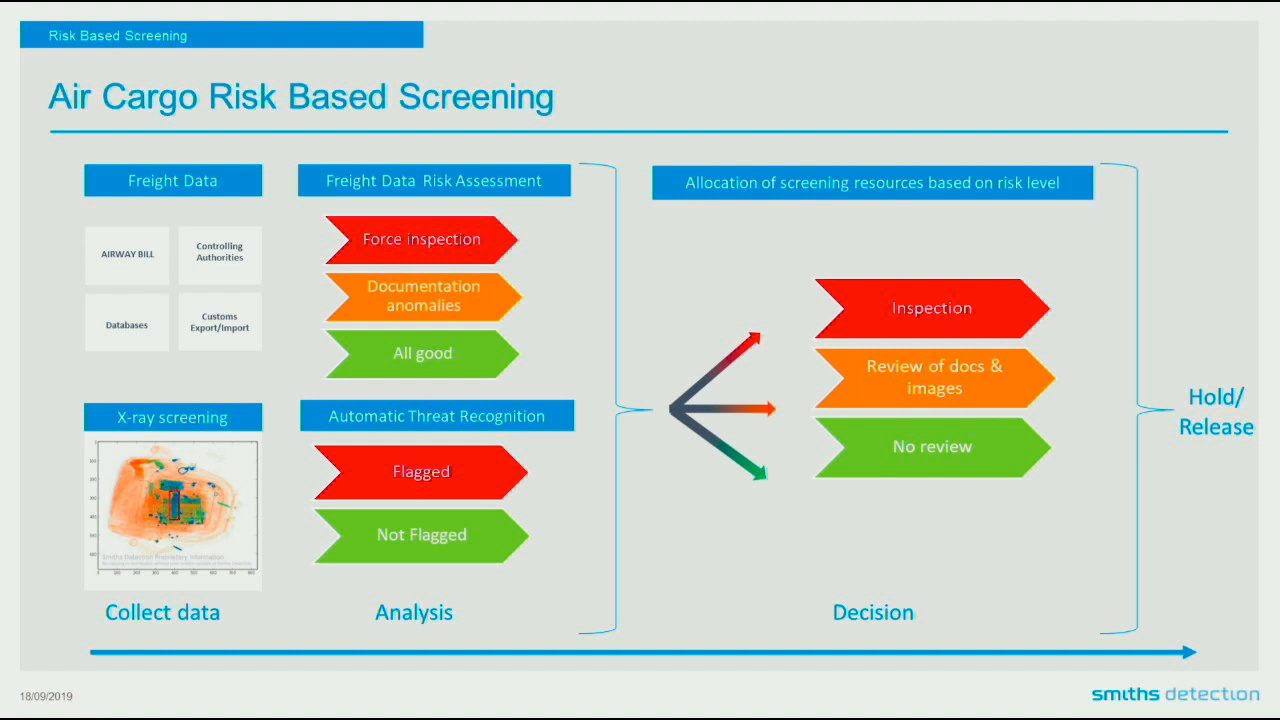 Risk Based Screening
Air Cargo Risk Based Screening
Freight Data
AIRWAY BILL
Controlling
Authorities
Databases
Customs
Export/Import
X-ray screening
Smiths Detection Proprietary Information
Collect data
Freight Data Risk Assessment
Force inspection
Documentation
anomalies
All good
Automatic Threat Recognition
Flagged
Not Flagged
Analysis
Allocation of screening resources based on risk level
Inspection
Review of docs &
images
No review
Decision
Hold/
Release
18/09/2019
smiths detection